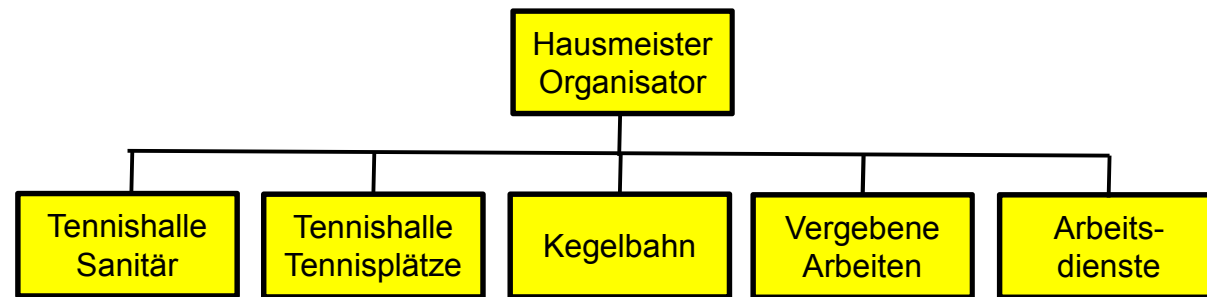 Hausmeister
Organisator
Tennishalle
Sanitär
Tennishalle
Tennisplätze
Kegelbahn
Vergebene
Arbeiten
Arbeits-
dienste